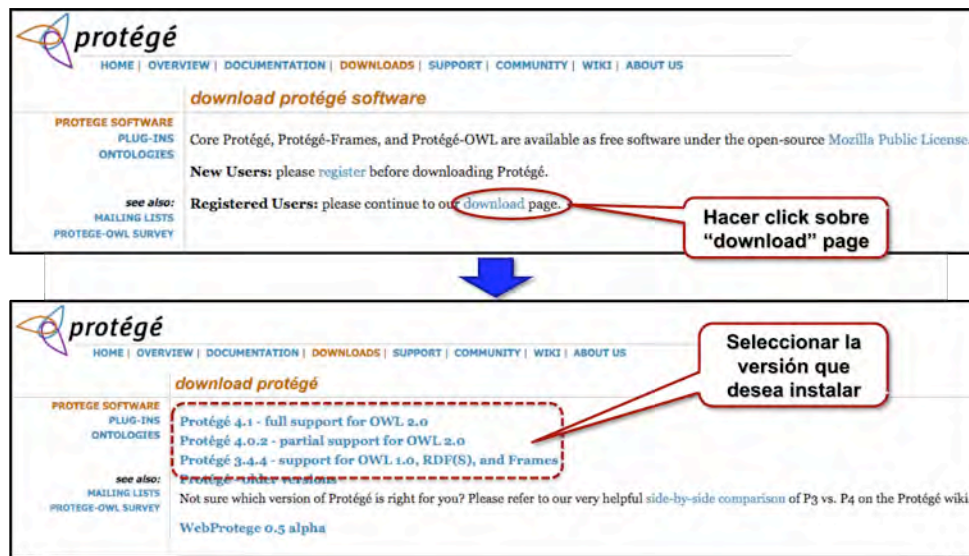 protégé
HOME | OVERVIEW | DOCUMENTATION | DOWNLOADS | SUPPORT | COMMUNITY | WIKI | ABOUT US
download protégé software
PROTEGE SOFTWARE
PLUG-INS
ONTOLOGIES
see also:
MAILING LISTS
PROTEGE-OWL SURVEY
Core Protégé, Protégé-Frames, and Protégé-OWL are available as free software under the open-source Mozilla Public License.
New Users: please register before downloading Protégé.
Registered Users: please continue to our download page.
Hacer click sobre
“download” page
protégé
HOME | OVERVIEW | DOCUMENTATION | DOWNLOADS | SUPPORT | COMMUNITY | WIKI | ABOUT US
download protégé
PROTEGE SOFTWARE
PLUG-INS
ONTOLOGIES
see also:
MAILING LISTS
PROTEGE-OWL SURVEY
Protégé 4.1 - full support for OWL 2.0
Protégé 4.0.2 - partial support for OWL 2.0
Protégé 3.4.4 - support for OWL 1.0, RDF(S), and Frames
Protégé - older versions
Not sure which version of Protégé is right for you? Please refer to our very helpful side-by-side comparison of P3 vs. P4 on the Protégé wiki
WebProtege 0.5 alpha
Seleccionar la
versión que
desea instalar